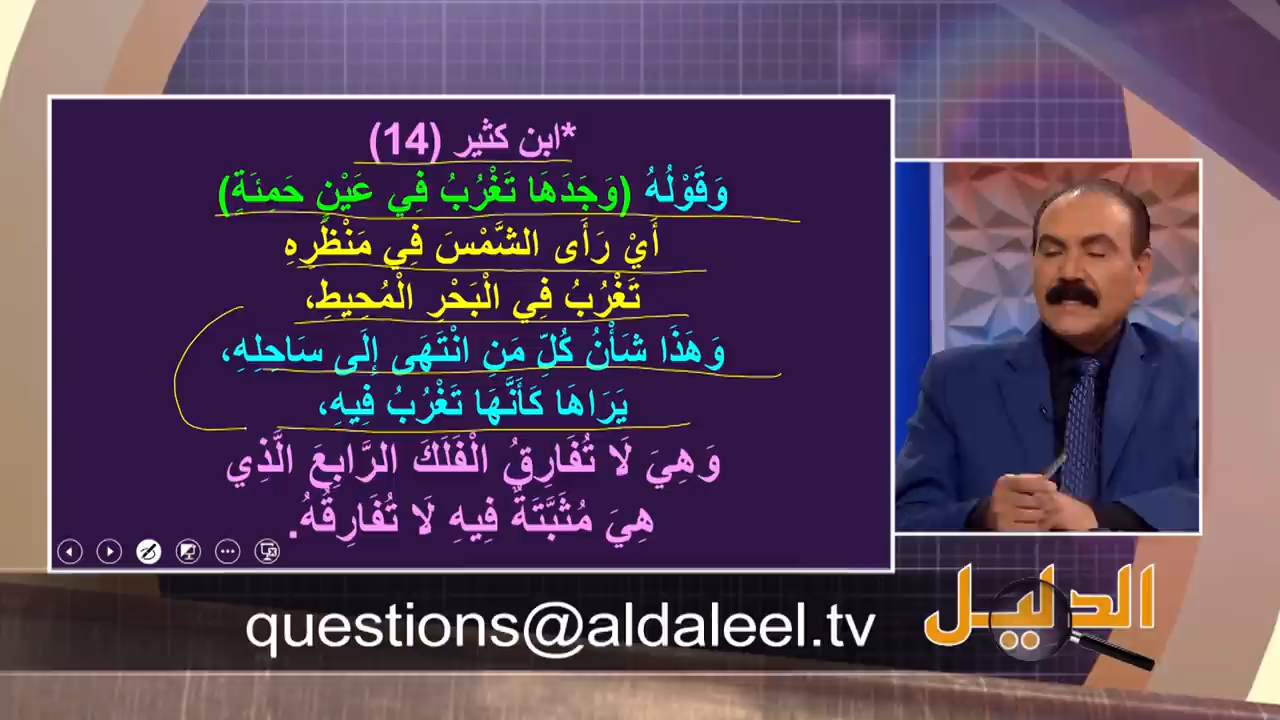 *ابن كثير (14)
وَقَوْلُهُ (وَجَدَهَا تَغْرُبُ فِي عَيْنٍ حَمِئَةٍ)
أَيْ رَأَى الشَّمْسَ فِي مَنْظَرِهِ
تَغْرُبُ فِي الْبَحْرِ الْمُحِيطِ،
وَهَذَا شَأْنُ كُلِّ مَنِ انْتَهَى إِلَى سَاحِلِهِ،
يَرَاهَا كَأَنَّهَا تَغْرُبُ فِيهِ،
وَهِيَ لَا تُفَارِقُ الْفَلَكَ الرَّابِعَ الَّذِي
هِيَ مُثَبَّتَةٌ فِيهِ لَا تُفَارِقُهُ.
questions@aldaleel.tv
الدليل